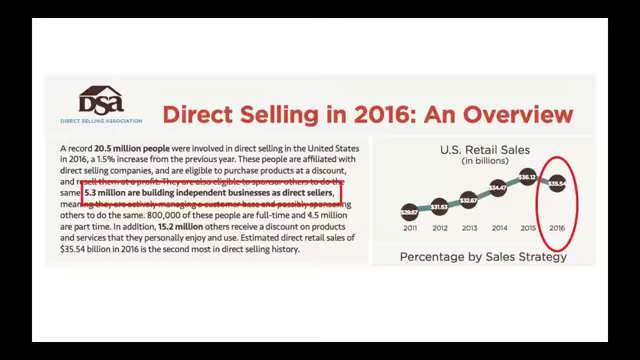 DSA
DIRECT SELLING ASSOCIATION
Direct Selling in 2016: An Overview
A record 20.5 million people were involved in direct selling in the United States
in 2016, a 1.5% increase from the previous year. These people are affiliated with
direct selling companies, and are eligible to purchase products at a discount,
and resell them at a profit. They are also eligible to sponsor others to do the
same. 5.3 million are building independent businesses as direct sellers,
meaning they are actively managing a customer base and possibly sponsoring
others to do the same. 800,000 of these people are full-time and 4.5 million
are part time. In addition, 15.2 million others receive a discount on products
and services that they personally enjoy and use. Estimated direct retail sales of
$35.54 billion in 2016 is the second most in direct selling history.
U.S. Retail Sales
(in billions)
$29.87 $31.63 $32.67 $34.47 $36.12 $35.54
2011 2012 2013 2014 2015 2016
Percentage by Sales Strategy